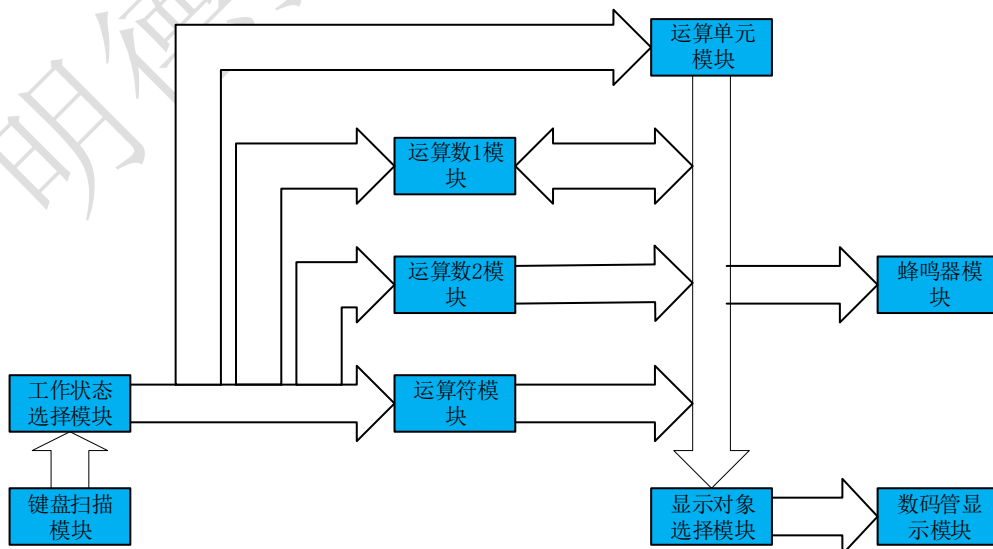 明德
运算单元
模块
运算数1模
块
运算数2模
块
蜂鸣器模
块
工作状态
选择模块
运算符模
块
键盘扫描
模块
显示对象
选择模块
数码管显
示模块